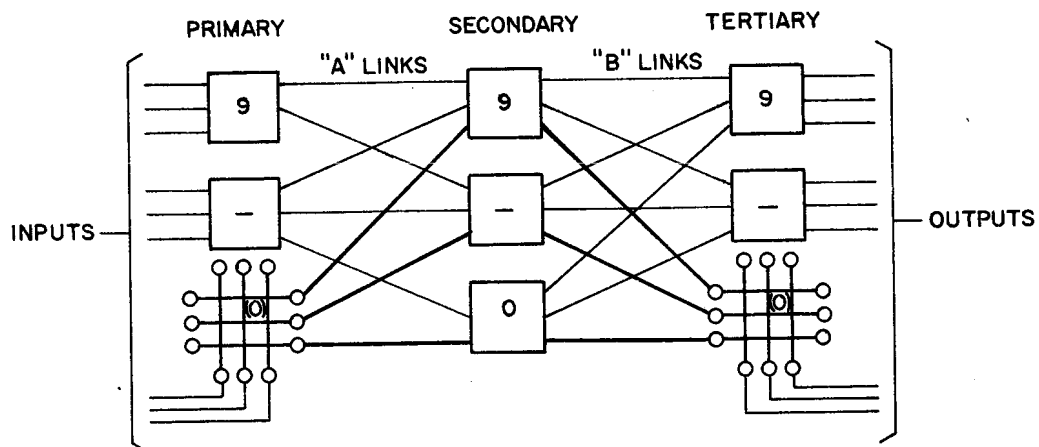 PRIMARY SECONDARY TERTIARY
"A" LINKS "B" LINKS
9 9 9
— — —
INPUTS OUTPUTS
(0) 0 (0)